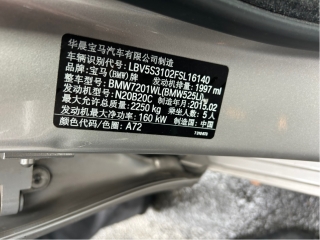 华晨宝马汽车有限公司制造
车辆识别代号: LBV5S3102FSL16140
品牌: 宝马(BMW)牌 发动机排量: 1997 ml
整车型号: BMW7201WL(BMW525Li) 制造年月: 2015.02
发动机型号: N20B20C 乘坐人数: 5 人
最大允许总质量: 2250 kg
发动机最大净功率: 160 kW 制造国: 中国
颜色代码/色圈: A72